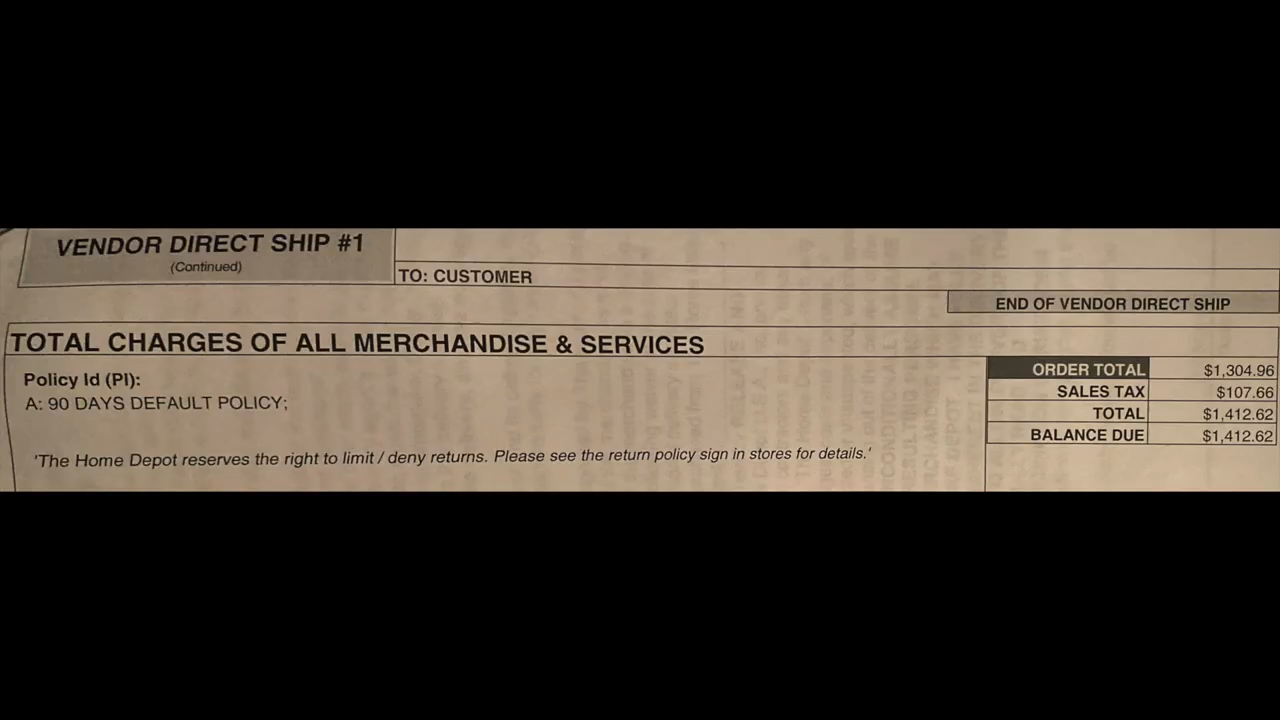 VENDOR DIRECT SHIP #1
(Continued)
TO: CUSTOMER
END OF VENDOR DIRECT SHIP
TOTAL CHARGES OF ALL MERCHANDISE & SERVICES
Policy Id (PI):
A: 90 DAYS DEFAULT POLICY;
ORDER TOTAL $1,304.96
SALES TAX $107.66
TOTAL $1,412.62
BALANCE DUE $1,412.62
'The Home Depot reserves the right to limit / deny returns. Please see the return policy sign in stores for details.'